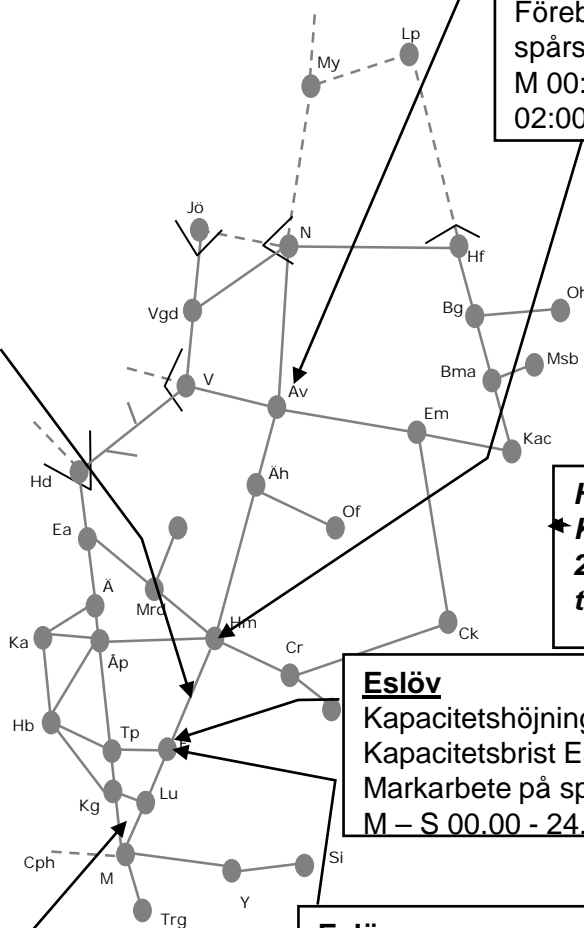 Föreb
spårs
M 00:
02:00
Lp
My
Jö
N
Hf
Vgd
Bg
Oh
Bma
Msb
V
Av
Em
Kac
Äh
Hd
Of
Ea
Mrd
Hm
Ä
Ka
Åp
Cr
Ck
Hb
Tp
Kg
Lu
Cph
M
Y
Si
Trg
H
K
2
t
Eslöv
Kapacitetshöjning
Kapacitetsbrist E
Markarbete på sp
M – S 00.00 - 24.